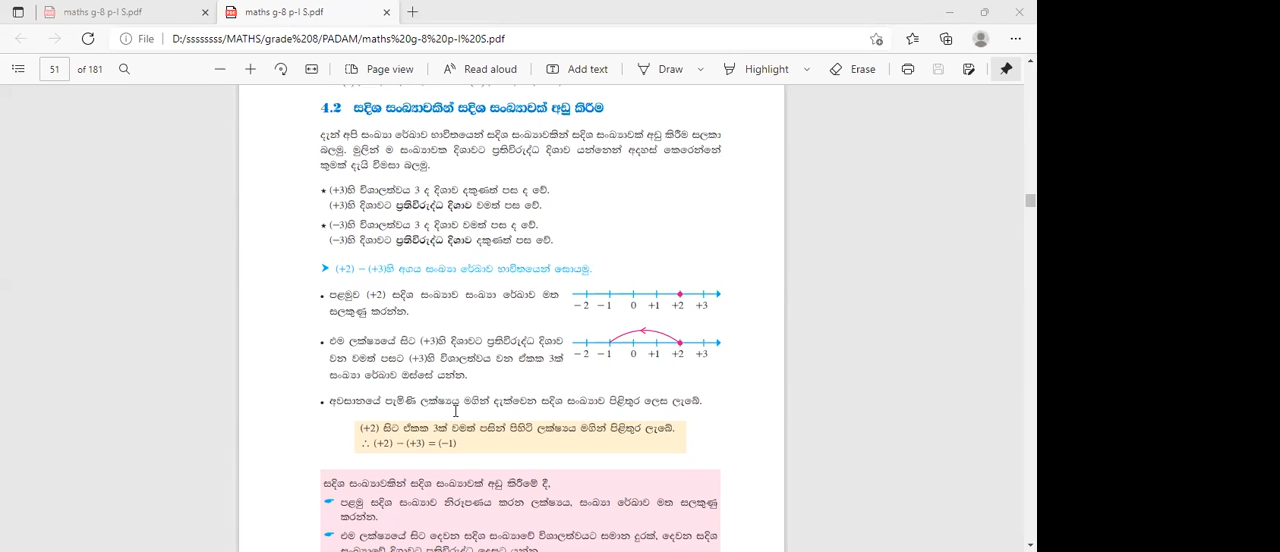 maths g-8 p-I S.pdf
maths g-8 p-I S.pdf
File D:/ssssssss/MATHS/grade%208/PADAM/maths%20g-8%20p-I%20S.pdf
51 of 181 Page view Read aloud Add text Draw Highlight Erase
4.2 සදිශ සංඛ්‍යාවකින් සදිශ සංඛ්‍යාවක් අඩු කිරීම
දැන් අපි සංඛ්‍යා රේඛාව භාවිතයෙන් සදිශ සංඛ්‍යාවකින් සදිශ සංඛ්‍යාවක් අඩු කිරීම සලකා
බලමු. මුලින් ම සංඛ්‍යාවක දිශාවට ප්‍රතිවිරුද්ධ දිශාව යන්නෙන් අදහස් කෙරෙන්නේ
කුමක් දැයි විමසා බලමු.
★ (+3)හි විශාලත්වය 3 ද දිශාව දකුණත් පස ද වේ.
(+3)හි දිශාවට ප්‍රතිවිරුද්ධ දිශාව වමත් පස වේ.
★ (−3)හි විශාලත්වය 3 ද දිශාව වමත් පස ද වේ.
(−3)හි දිශාවට ප්‍රතිවිරුද්ධ දිශාව දකුණත් පස වේ.
➤ (+2) − (+3)හි අගය සංඛ්‍යා රේඛාව භාවිතයෙන් සොයමු.
• පළමුව (+2) සදිශ සංඛ්‍යාව සංඛ්‍යා රේඛාව මත
සලකුණු කරන්න.
− 2 − 1 0 +1 +2 +3
• එම ලක්ෂ්‍යයේ සිට (+3)හි දිශාවට ප්‍රතිවිරුද්ධ දිශාව
වන වමත් පසට (+3)හි විශාලත්වය වන ඒකක 3ක්
සංඛ්‍යා රේඛාව ඔස්සේ යන්න.
− 2 − 1 0 +1 +2 +3
• අවසානයේ පැමිණි ලක්ෂ්‍යය මගින් දැක්වෙන සදිශ සංඛ්‍යාව පිළිතුර ලෙස ලැබේ.
(+2) සිට ඒකක 3ක් වමත් පසින් පිහිටි ලක්ෂ්‍යය මගින් පිළිතුර ලැබේ.
∴ (+2) − (+3) = (−1)
සදිශ සංඛ්‍යාවකින් සදිශ සංඛ්‍යාවක් අඩු කිරීමේ දී,
පළමු සදිශ සංඛ්‍යාව නිරූපණය කරන ලක්ෂ්‍යය, සංඛ්‍යා රේඛාව මත සලකුණු
කරන්න.
එම ලක්ෂ්‍යයේ සිට දෙවන සදිශ සංඛ්‍යාවේ විශාලත්වයට සමාන දුරක්, දෙවන සදිශ
සංඛ්‍යාවේ දිශාවට ප්‍රතිවිරුද්ධ දෙසට යන්න.